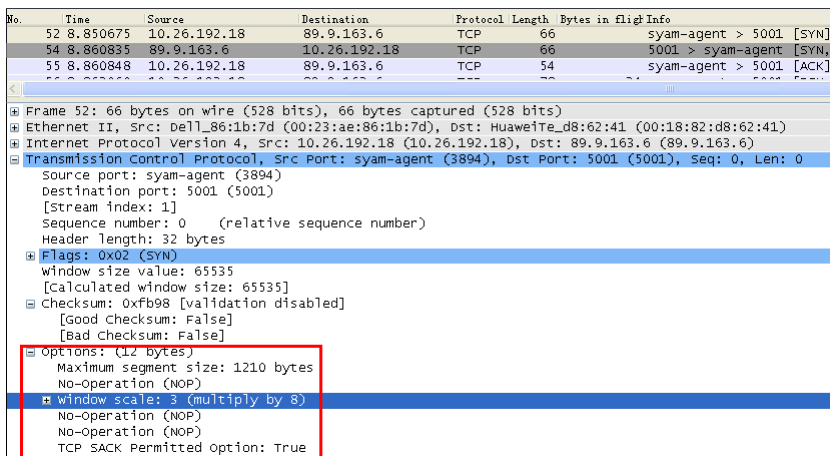 No. Time Source Destination Protocol Length Bytes in fligh Info
52 8.850675 10.26.192.18 89.9.163.6 TCP 66 syam-agent > 5001 [SYN]
54 8.860835 89.9.163.6 10.26.192.18 TCP 66 5001 > syam-agent [SYN,
55 8.860848 10.26.192.18 89.9.163.6 TCP 54 syam-agent > 5001 [ACK]
Frame 52: 66 bytes on wire (528 bits), 66 bytes captured (528 bits)
Ethernet II, Src: Dell_86:1b:7d (00:23:ae:86:1b:7d), Dst: HuaweiTe_d8:62:41 (00:18:82:d8:62:41)
Internet Protocol Version 4, Src: 10.26.192.18 (10.26.192.18), Dst: 89.9.163.6 (89.9.163.6)
Transmission Control Protocol, Src Port: syam-agent (3894), Dst Port: 5001 (5001), Seq: 0, Len: 0
Source port: syam-agent (3894)
Destination port: 5001 (5001)
[Stream index: 1]
Sequence number: 0 (relative sequence number)
Header length: 32 bytes
Flags: 0x02 (SYN)
Window size value: 65535
[Calculated window size: 65535]
Checksum: 0xfb98 [validation disabled]
[Good Checksum: False]
[Bad Checksum: False]
Options: (12 bytes)
Maximum segment size: 1210 bytes
No-Operation (NOP)
Window scale: 3 (multiply by 8)
No-Operation (NOP)
No-Operation (NOP)
TCP SACK Permitted Option: True